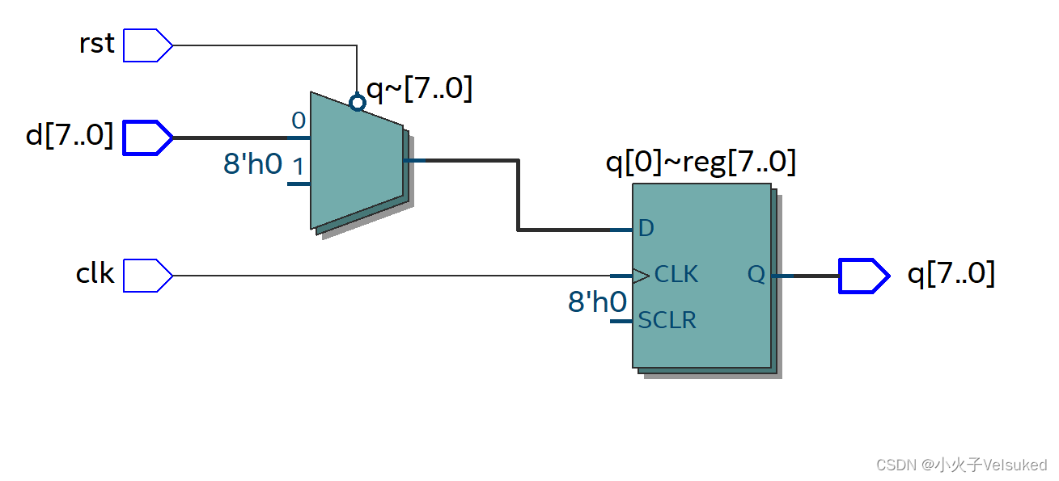 rst
q~[7..0]
0
d[7..0]
8'h0
1
q[0]~reg[7..0]
D
clk
CLK
Q
q[7..0]
8'h0
SCLR
CSDN @小火子Velsuked